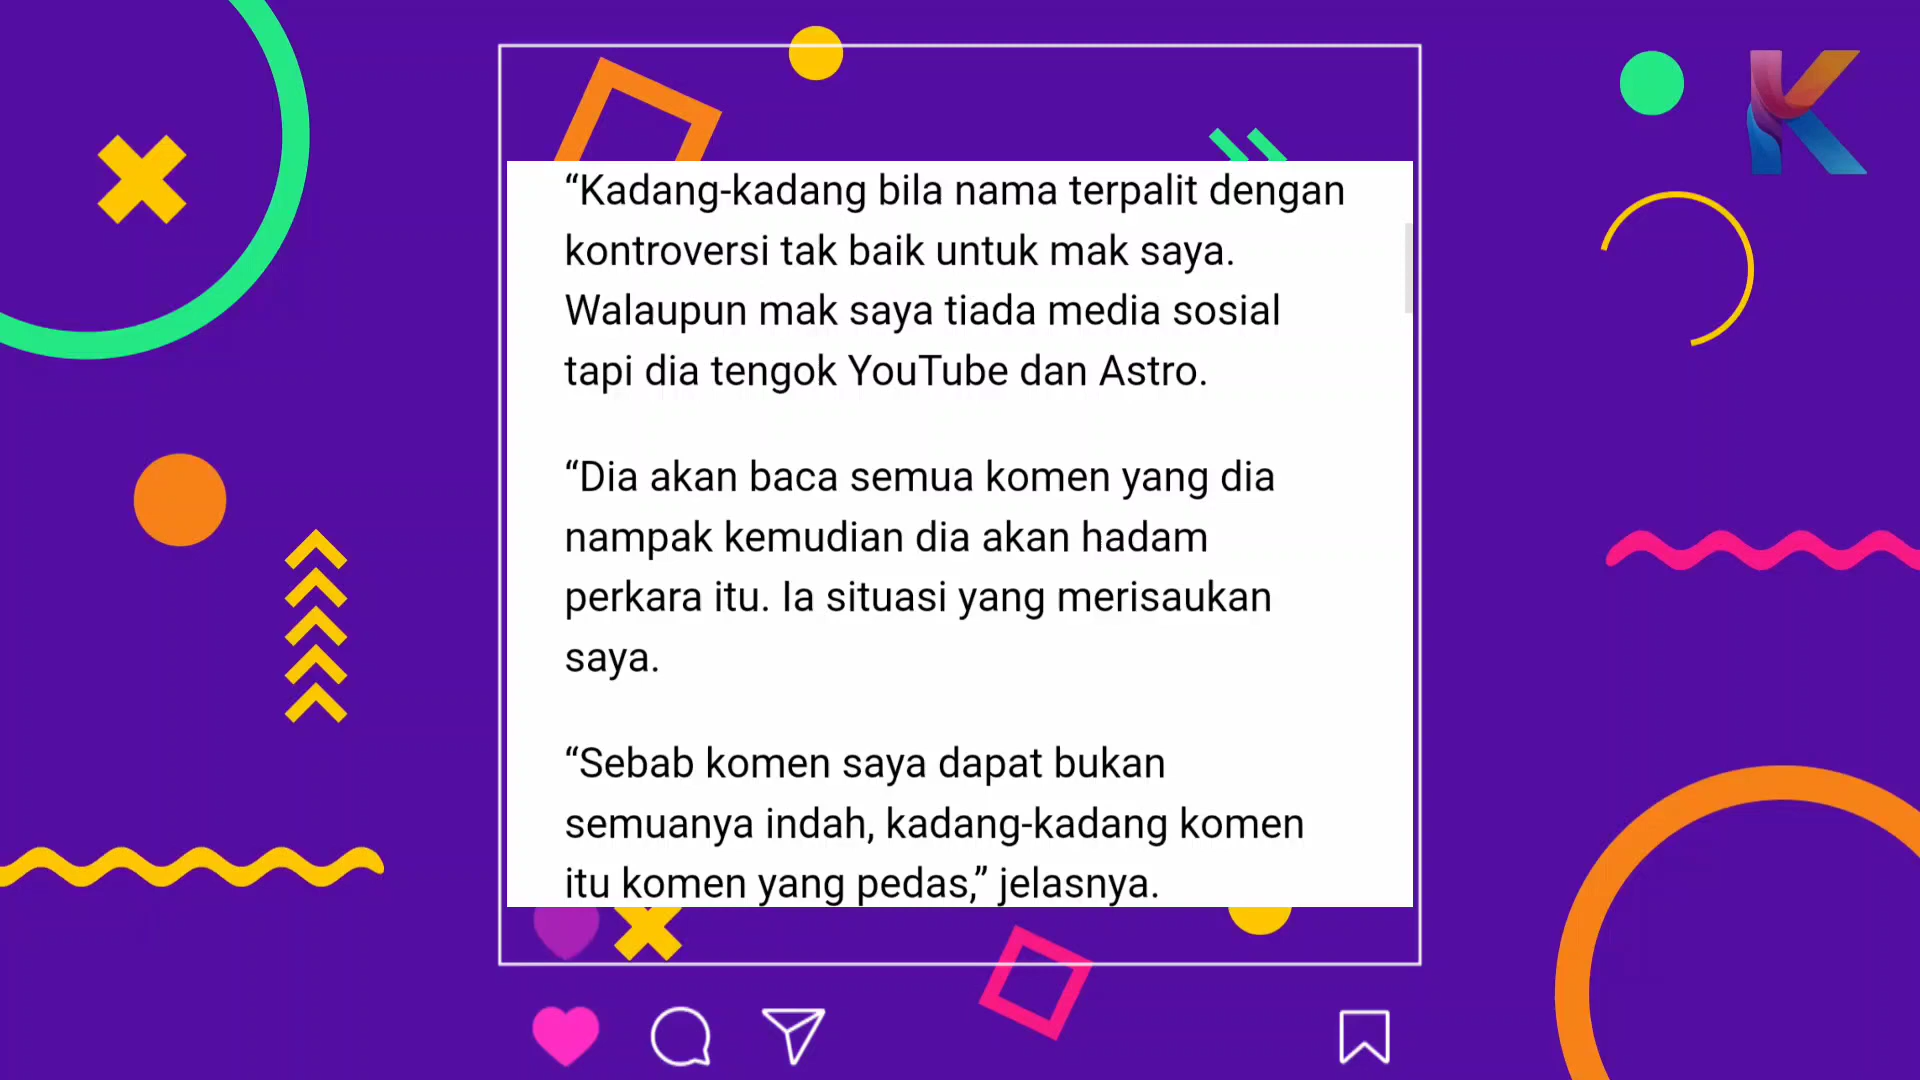 “Kadang-kadang bila nama terpalit dengan
kontroversi tak baik untuk mak saya.
Walaupun mak saya tiada media sosial
tapi dia tengok YouTube dan Astro.
“Dia akan baca semua komen yang dia
nampak kemudian dia akan hadam
perkara itu. Ia situasi yang merisaukan
saya.
“Sebab komen saya dapat bukan
semuanya indah, kadang-kadang komen
itu komen yang pedas,” jelasnya.
K